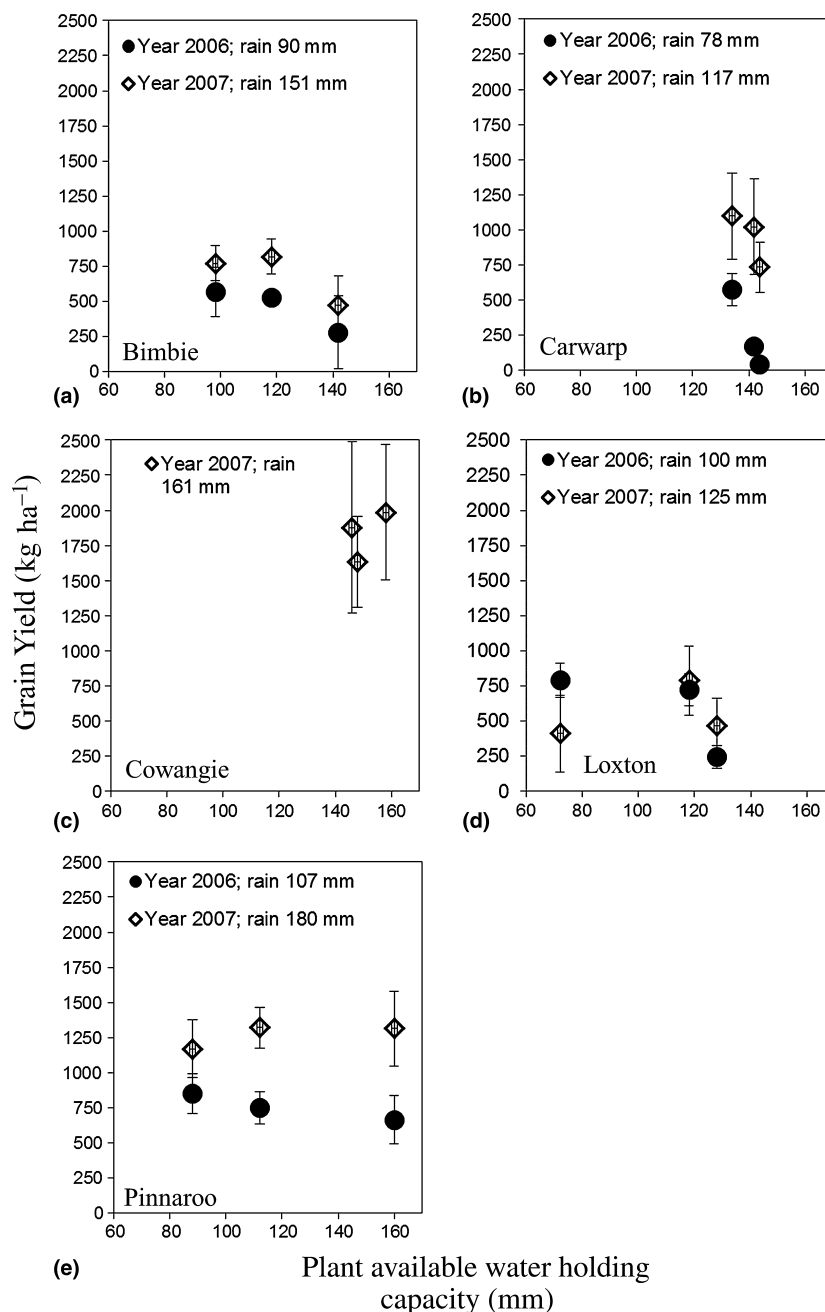 2500
2250
2000
1750
1500
1250
1000
750
500
250
0
Year 2006; rain 90 mm
Year 2007; rain 151 mm
Bimbie
60 80 100 120 140 160
(a)
2500
2250
2000
1750
1500
1250
1000
750
500
250
0
Year 2006; rain 78 mm
Year 2007; rain 117 mm
Carwarp
60 80 100 120 140 160
(b)
Grain Yield (kg ha⁻¹)
2500
2250
2000
1750
1500
1250
1000
750
500
250
0
Year 2007; rain
161 mm
Cowangie
60 80 100 120 140 160
(c)
2500
2250
2000
1750
1500
1250
1000
750
500
250
0
Year 2006; rain 100 mm
Year 2007; rain 125 mm
Loxton
60 80 100 120 140 160
(d)
2500
2250
2000
1750
1500
1250
1000
750
500
250
0
Year 2006; rain 107 mm
Year 2007; rain 180 mm
Pinnaroo
60 80 100 120 140 160
(e)
Plant available water holding
capacity (mm)